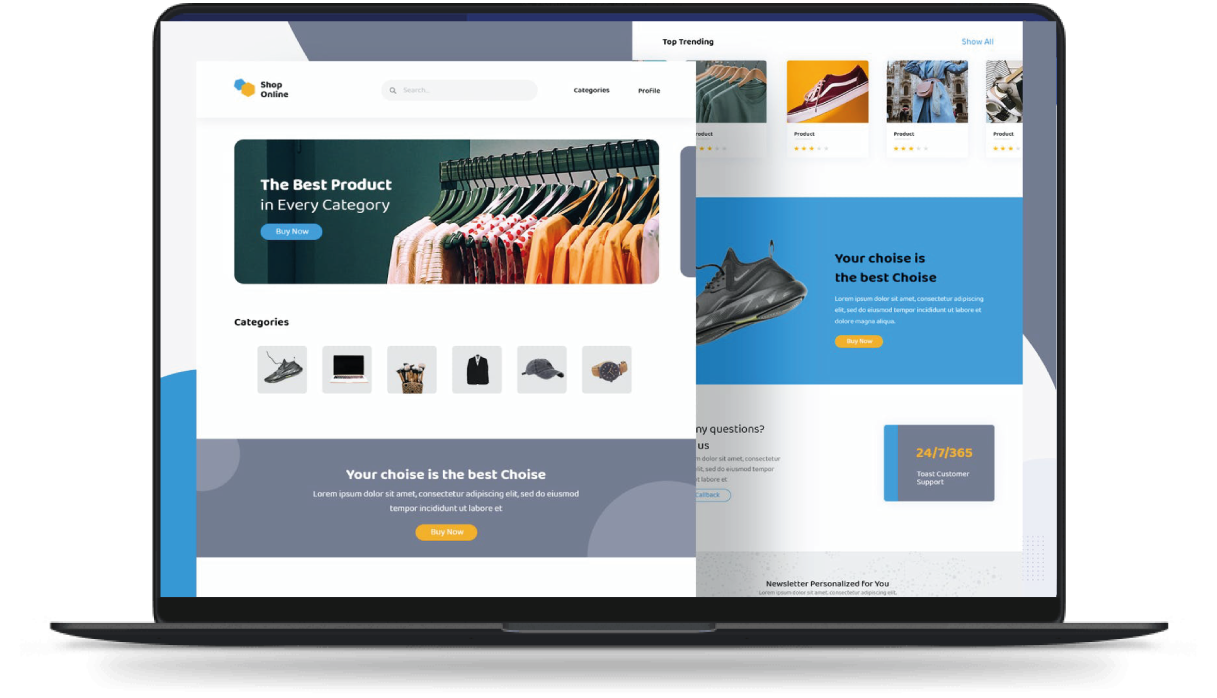 Shop
Online
Search..
Categories
Profile
The Best Product
in Every Category
Buy Now
Categories
Your choise is the best Choise
Lorem ipsum dolor sit amet, consectetur adipiscing elit, sed do eiusmod
tempor incididunt ut labore et
Buy Now
Top Trending
Show All
Product
Product
Product
Your choise is
the best Choise
Lorem ipsum dolor sit amet, consectetur adipiscing
elit, sed do eiusmod tempor incididunt ut labore et
dolore magna aliqua.
Buy Now
questions?
us
dolor sit amet, consectetur
sed do eiusmod tempor
labore et
Callback
24/7/365
Toast Customer
Support
Newsletter Personalized for You
Lorem ipsum dolor sit amet, consectetur adipiscing elit,